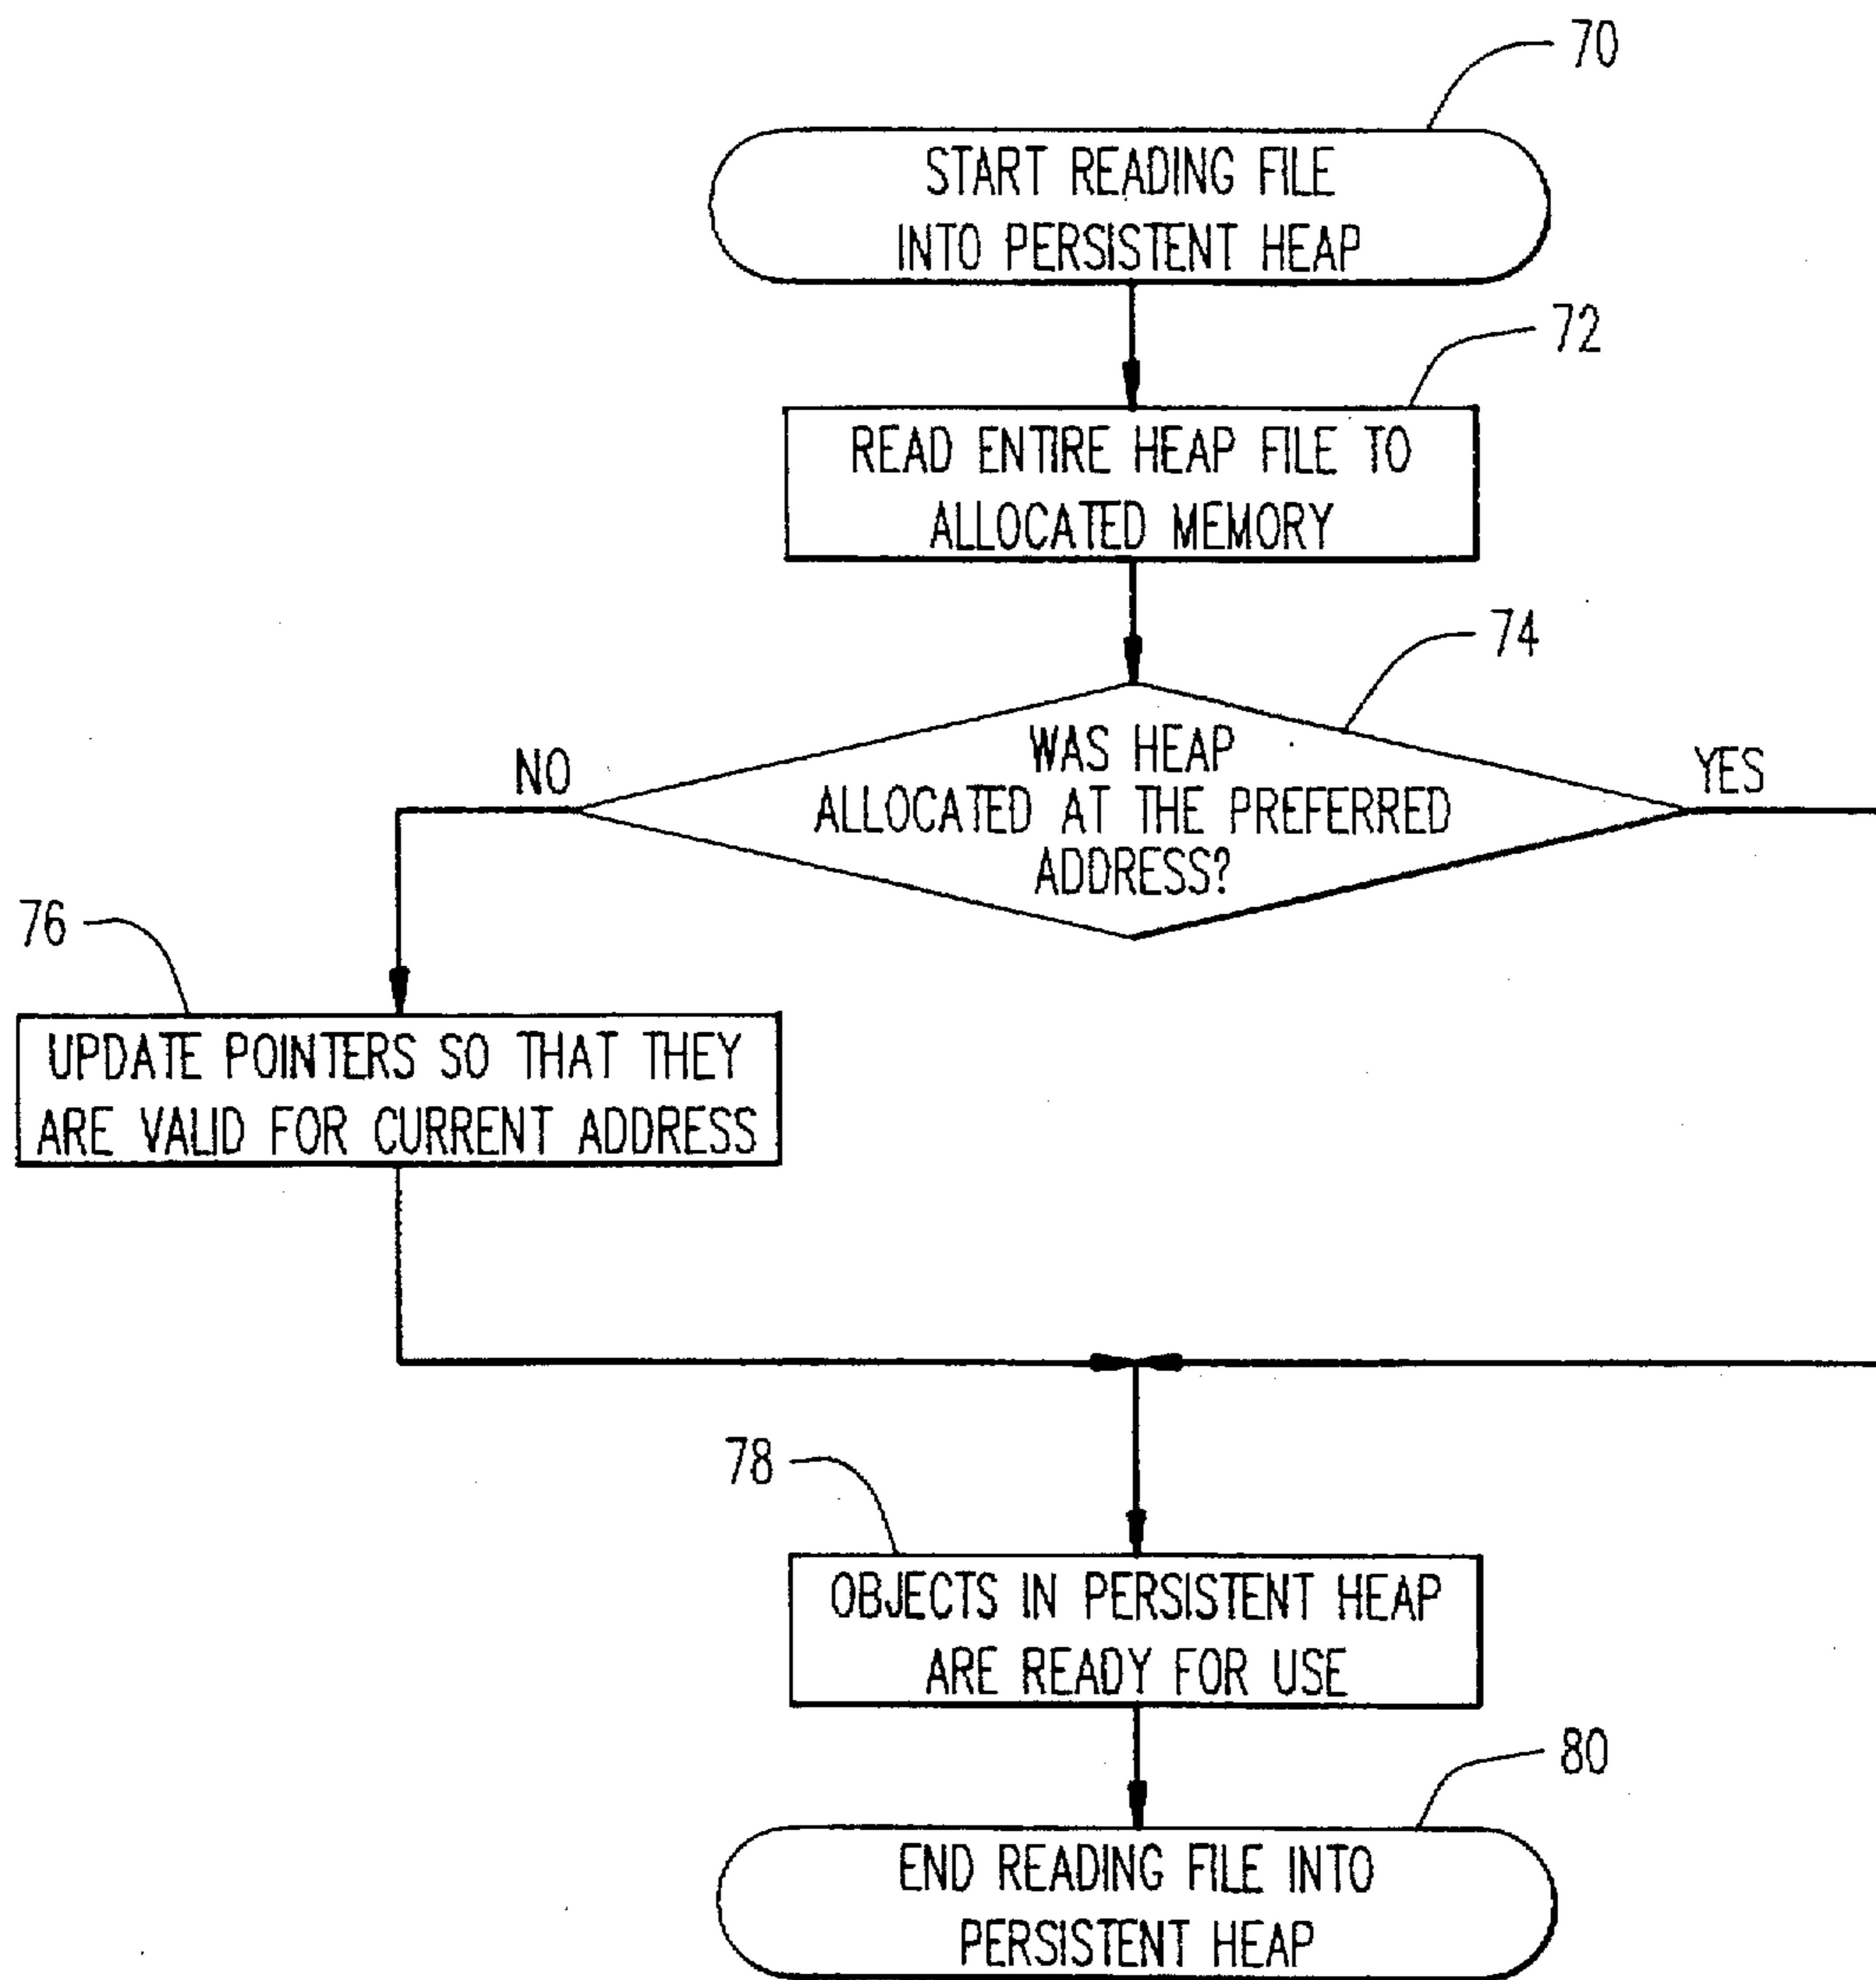 70
START READING FILE
INTO PERSISTENT HEAP
72
READ ENTIRE HEAP FILE TO
ALLOCATED MEMORY
74
WAS HEAP
ALLOCATED AT THE PREFERRED
ADDRESS?
NO
YES
76
UPDATE POINTERS SO THAT THEY
ARE VALID FOR CURRENT ADDRESS
78
OBJECTS IN PERSISTENT HEAP
ARE READY FOR USE
80
END READING FILE INTO
PERSISTENT HEAP